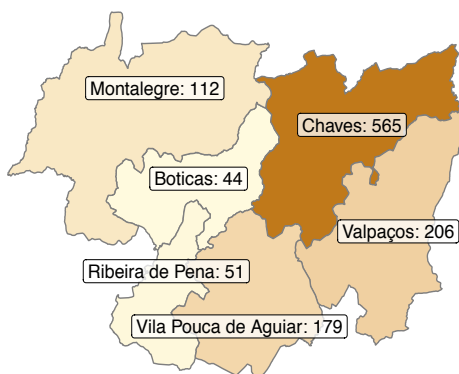 Montalegre: 112
Chaves: 565
Boticas: 44
Valpaços: 206
Ribeira de Pena: 51
Vila Pouca de Aguiar: 179